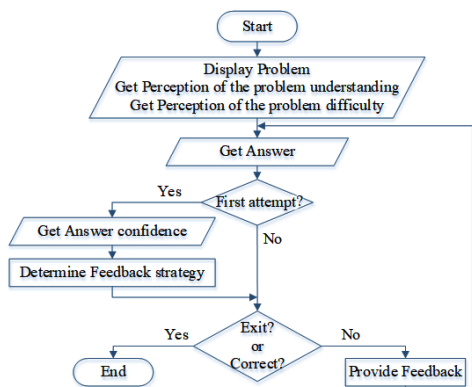 Start
Display Problem
Get Perception of the problem understanding
Get Perception of the problem difficulty
Get Answer
Yes
First attempt?
Get Answer confidence
No
Determine Feedback strategy
Yes
Exit?
or
Correct?
No
End
Provide Feedback